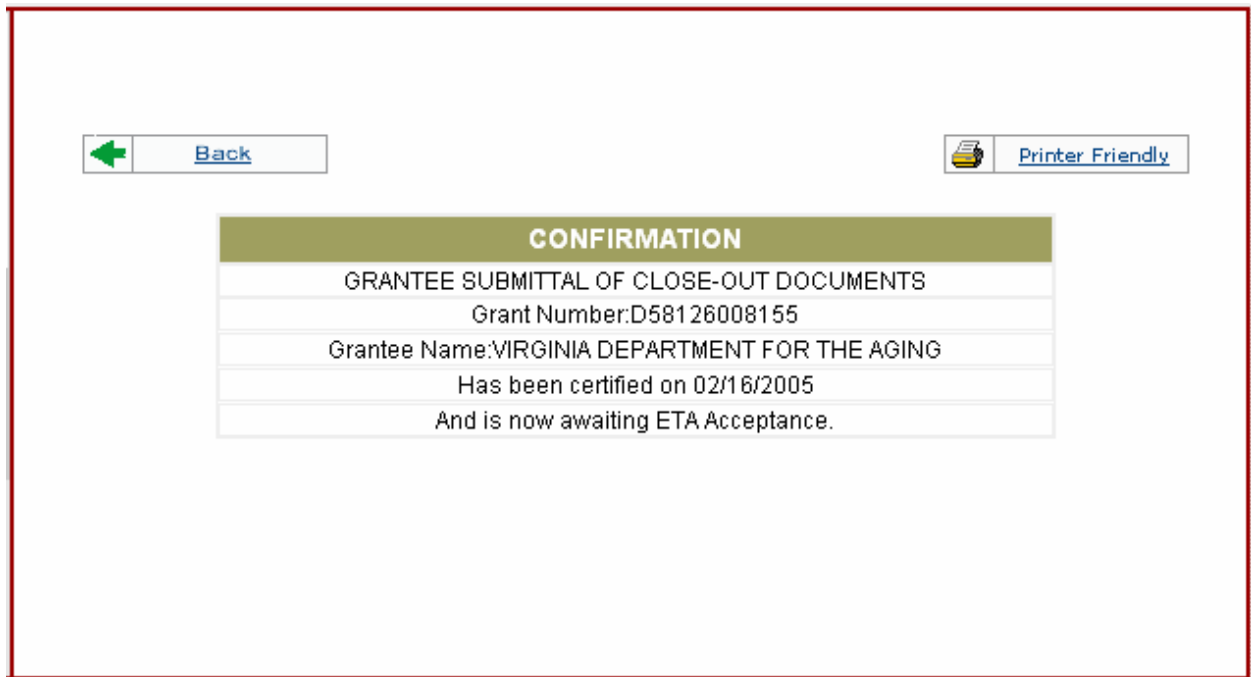 Back
Printer Friendly
CONFIRMATION
GRANTEE SUBMITTAL OF CLOSE-OUT DOCUMENTS
Grant Number:D58126008155
Grantee Name:VIRGINIA DEPARTMENT FOR THE AGING
Has been certified on 02/16/2005
And is now awaiting ETA Acceptance.